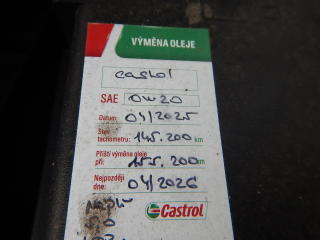 VÝMĚNA OLEJE
castrol
SAE 0W20
Datum: 04/2025
Stav
tachometru: 145.200 km
Příští výměna oleje
při: 155.200 km
Nejpozději
dne: 04/2026
Castrol